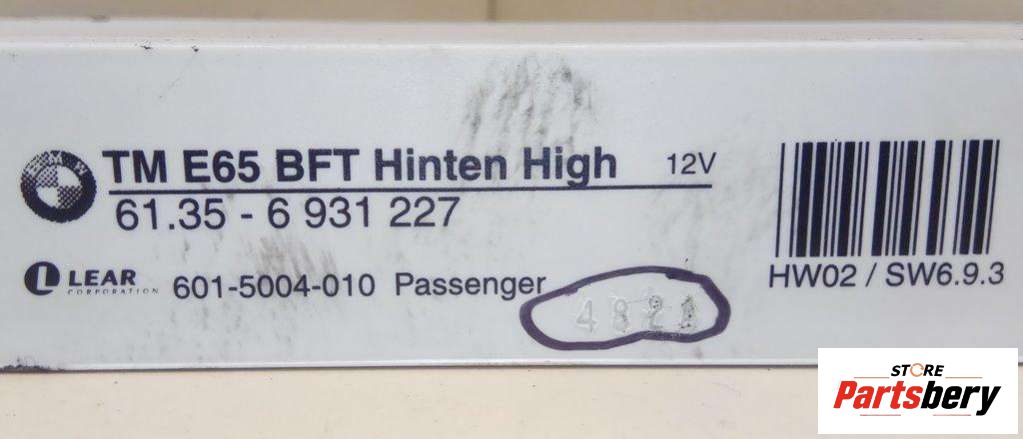 TM E65 BFT Hinten High 12V
61.35 - 6 931 227
LEAR
CORPORATION
601-5004-010 Passenger
4821
HW02 / SW6.9.3
STORE
Partsbery